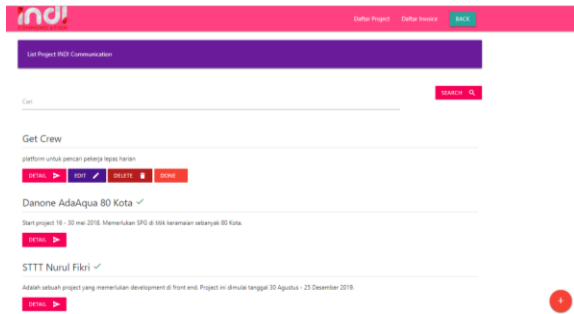 indi
Daftar Project Daftar Invoice BACK
List Project INDI Communication
SEARCH
Cari
Get Crew
platform untuk pencari pekerja lepas harian
DETAIL EDIT DELETE DONE
Danone AdaAqua 80 Kota
Start project 16 - 30 mei 2018. Memerlukan SPG di titik keramaian sebanyak 80 Kota.
DETAIL
STTT Nurul Fikri
Adalah sebuah project yang memerlukan development di front end. Project ini dimulai tanggal 30 Agustus - 25 Desember 2018.
DETAIL